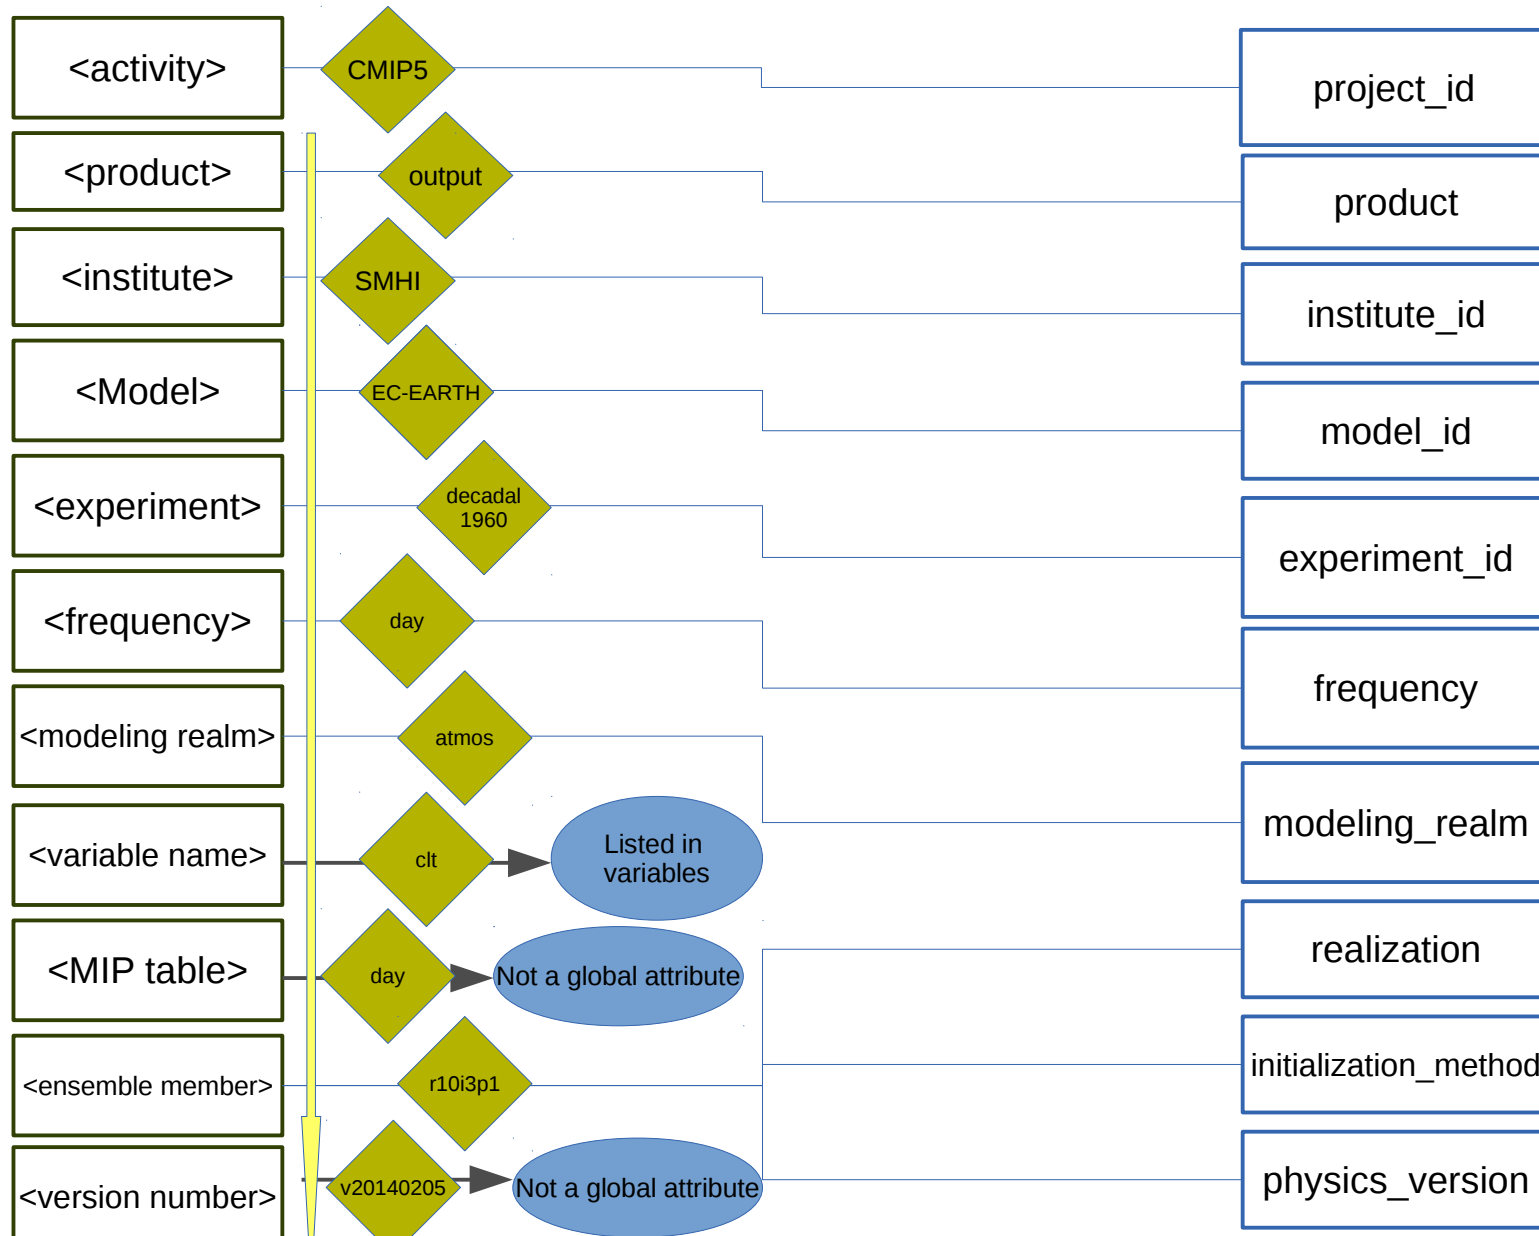 <activity>
CMIP5
project_id
<product>
output
product
<institute>
SMHI
institute_id
<Model>
EC-EARTH
model_id
<experiment>
decadal
1960
experiment_id
<frequency>
day
frequency
<modeling realm>
atmos
modeling_realm
<variable name>
clt
Listed in
variables
<MIP table>
day
Not a global attribute
realization
<ensemble member>
r10i3p1
initialization_method
<version number>
v20140205
Not a global attribute
physics_version